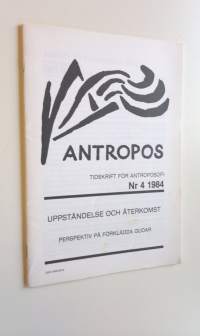 ANTROPOS
TIDSKRIFT FÖR ANTROPOSOFI
Nr 4 1984
UPPSTÅNDELSE OCH ÅTERKOMST
PERSPEKTIV PÅ FÖRKLÄDDA GUDAR